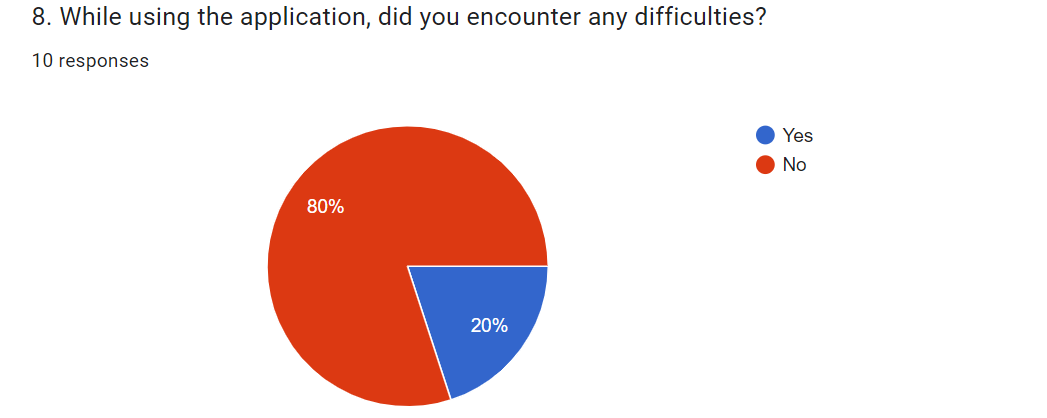 8. While using the application, did you encounter any difficulties?
10 responses
Yes
No
80%
20%